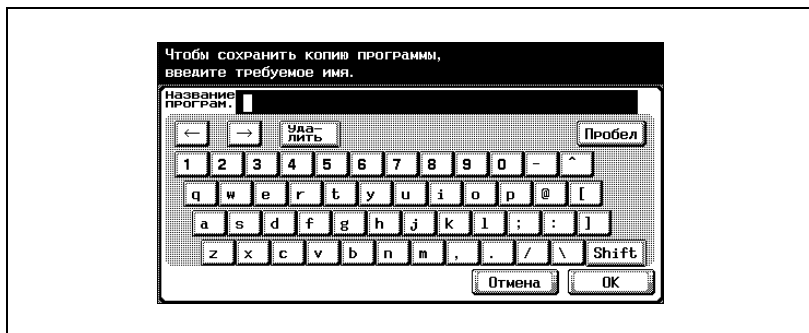 Чтобы сохранить копию программы,
введите требуемое имя.
Название
програм.
← → Уда-
лить Пробел
1 2 3 4 5 6 7 8 9 0 - ^
q w e r t y u i o p @ [
a s d f g h j k l ; : ]
z x c v b n m , . / \ Shift
Отмена OK